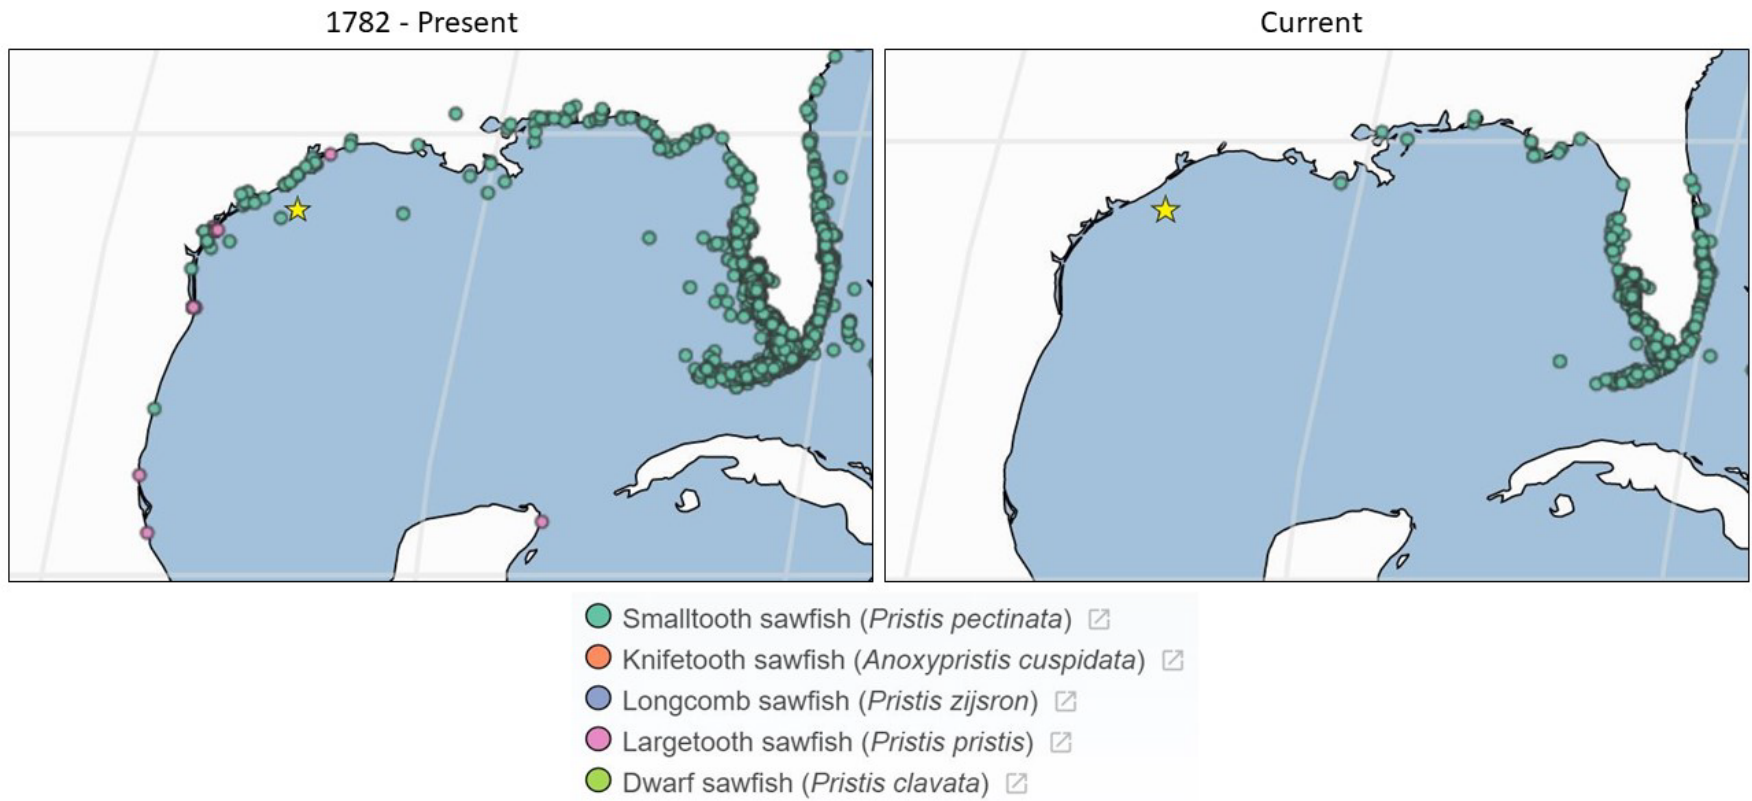 1782 - Present
Current
Smalltooth sawfish (Pristis pectinata)
Knifetooth sawfish (Anoxypristis cuspidata)
Longcomb sawfish (Pristis zijsron)
Largetooth sawfish (Pristis pristis)
Dwarf sawfish (Pristis clavata)